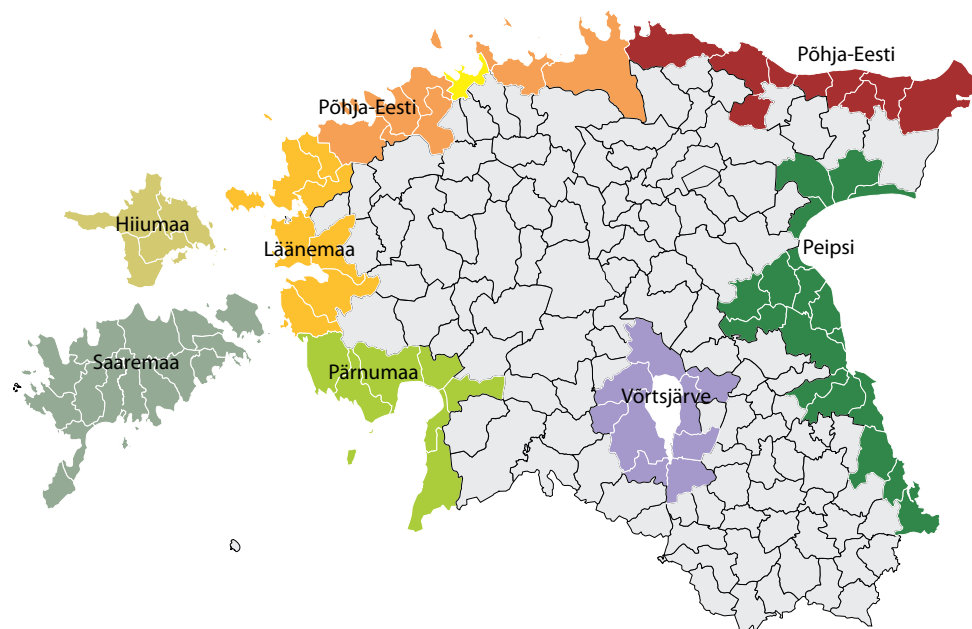 Põhja-Eesti
Põhja-Eesti
Hiiumaa
Läänemaa
Peipsi
Saaremaa
Pärnumaa
Võrtsjärve